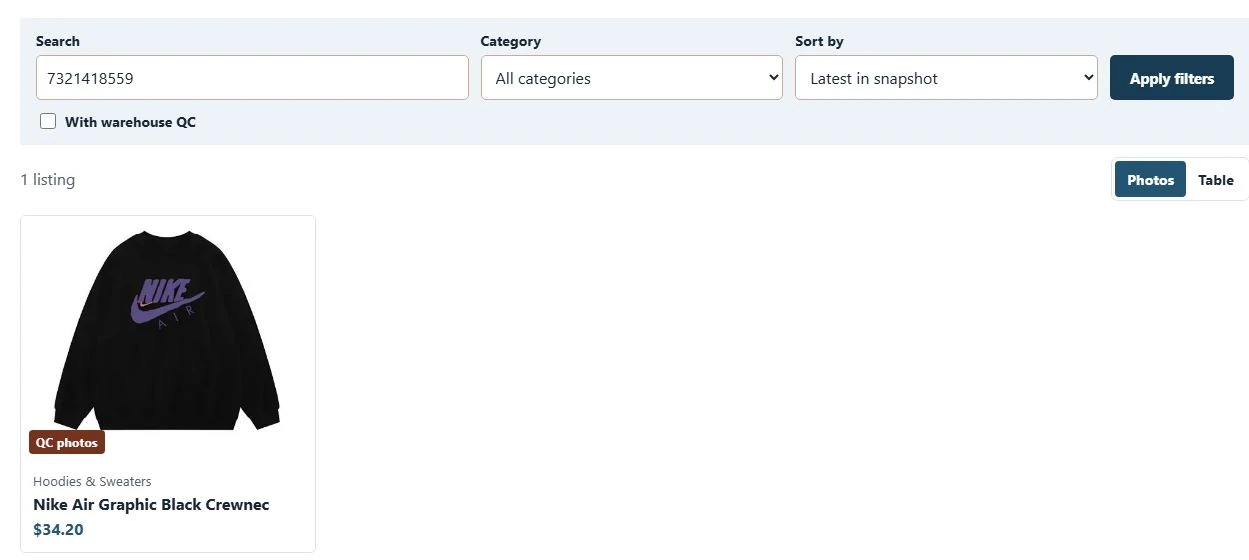 Search
Category
Sort by
7321418559
All categories
Latest in snapshot
Apply filters
With warehouse QC
1 listing
Photos
Table
NIKE
AIR
QC photos
Hoodies & Sweaters
Nike Air Graphic Black Crewnec
$34.20